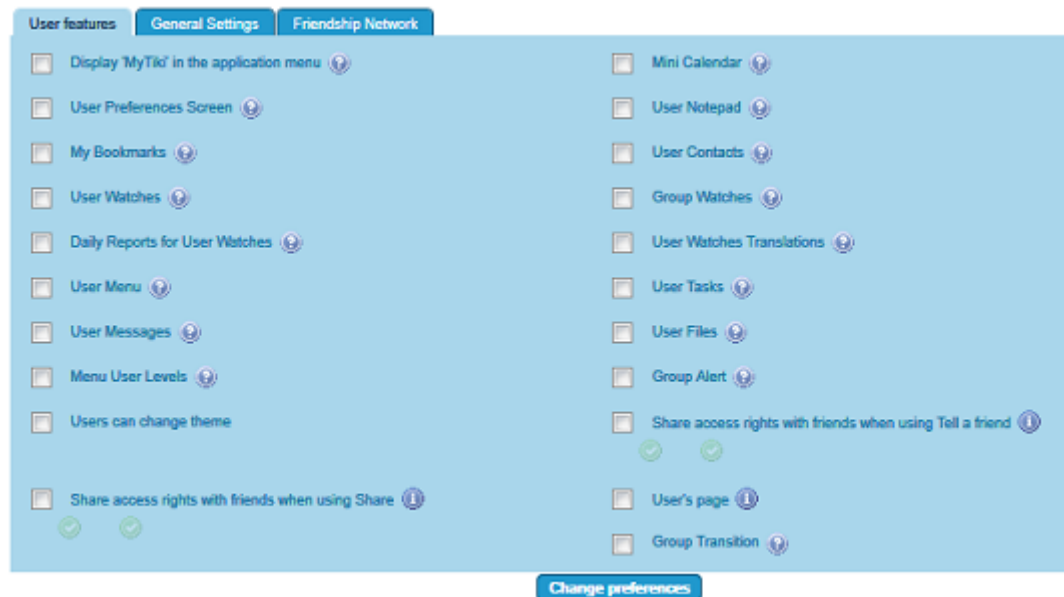 User features General Settings Friendship Network
Display 'MyTiki' in the application menu Mini Calendar
User Preferences Screen User Notepad
My Bookmarks User Contacts
User Watches Group Watches
Daily Reports for User Watches User Watches Translations
User Menu User Tasks
User Messages User Files
Menu User Levels Group Alert
Users can change theme Share access rights with friends when using Tell a friend
Share access rights with friends when using Share User's page
Group Transition
Change preferences